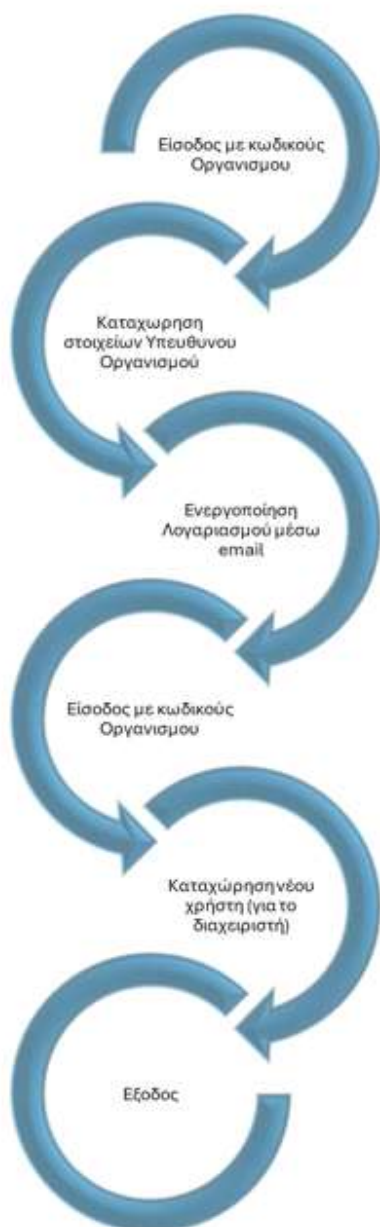 Είσοδος με κωδικούς
Οργανισμου
Καταχωρηση
στοιχείων Υπευθυνου
Οργανισμού
Ενεργοποίηση
Λογαριασμού μέσω
email
Είσοδος με κωδικούς
Οργανισμου
Καταχώρηση νέου
χρήστη (για το
διαχειριστή)
Εξοδος